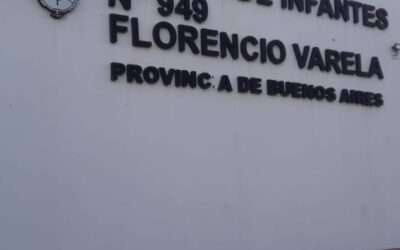 DE INFANTES
N° 949
FLORENCIO VARELA
PROVINC A DE BUENOS AIRES